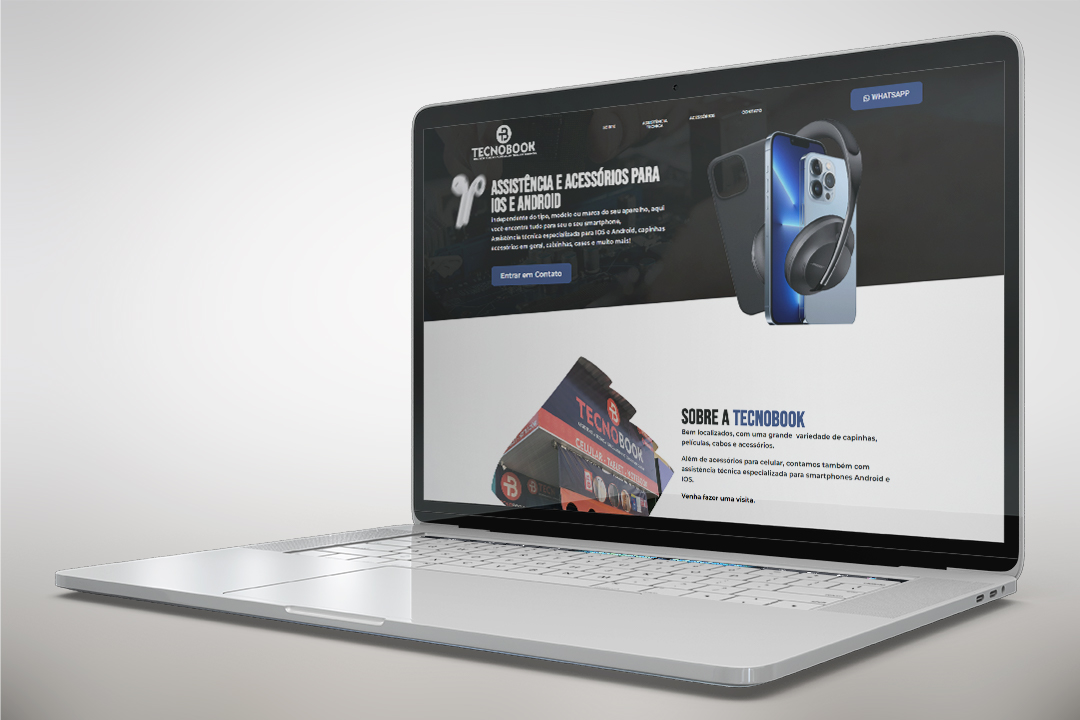 TECNOBOOK
SOBRE
ASSISTÊNCIA
TÉCNICA
ACESSÓRIOS
CONTATO
WHATSAPP
ASSISTÊNCIA E ACESSÓRIOS PARA
IOS E ANDROID
Independente do tipo, modelo ou marca do seu aparelho, aqui
você encontra tudo para seu o seu smartphone,
Assistência técnica especializada para IOS e Android, capinhas
acessórios em geral, caixinhas, cases e muito mais!
Entrar em Contato
TECNOBOOK
CELULAR - TABLET -
SOBRE A TECNOBOOK
Bem localizados, com uma grande variedade de capinhas,
películas, cabos e acessórios.
Além de acessórios para celular, contamos também com
assistência técnica especializada para smartphones Android e
IOS.
Venha fazer uma visita.